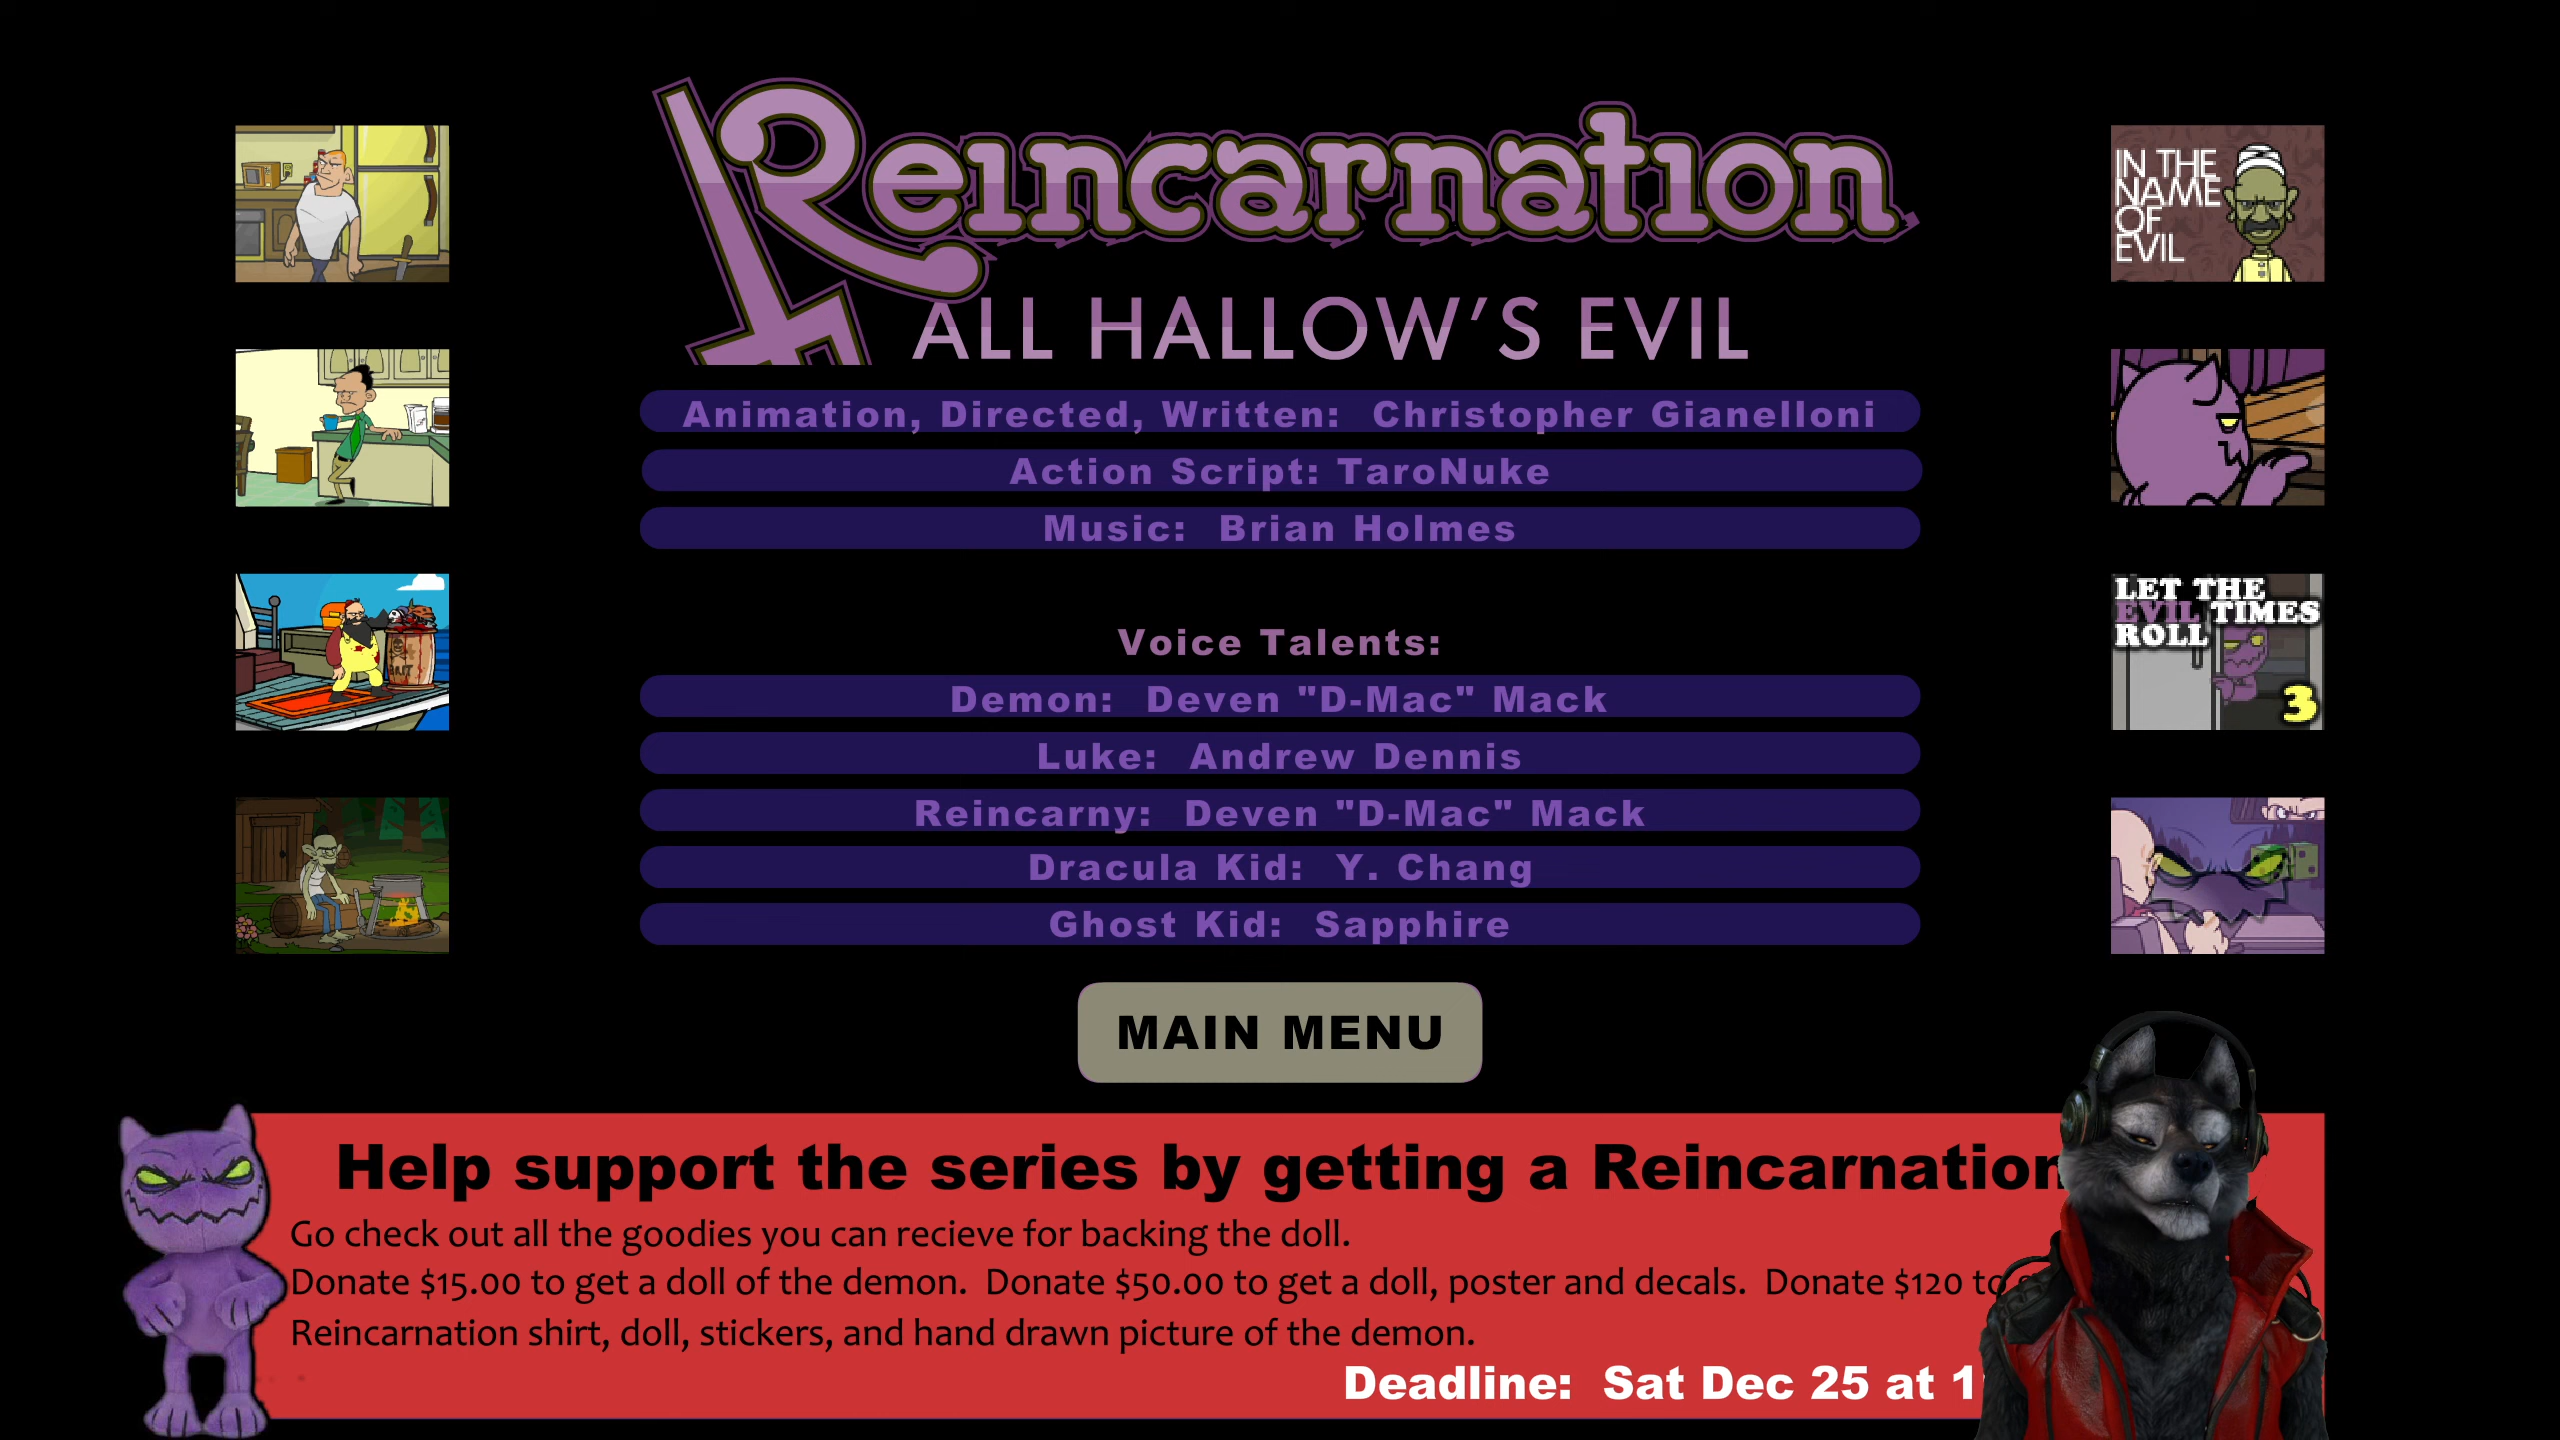 Reincarnation
ALL HALLOW'S EVIL
Animation, Directed, Written:  Christopher Gianelloni
Action Script: TaroNuke
Music:  Brian Holmes
Voice Talents:
Demon:  Deven "D-Mac" Mack
Luke:  Andrew Dennis
Reincarny:  Deven "D-Mac" Mack
Dracula Kid:  Y. Chang
Ghost Kid:  Sapphire
MAIN MENU
IN THE
NAME
OF
EVIL
LET THE
EVIL TIMES
ROLL
3
Help support the series by getting a Reincarnation
Go check out all the goodies you can recieve for backing the doll.
Donate $15.00 to get a doll of the demon.  Donate $50.00 to get a doll, poster and decals.  Donate $120 to
Reincarnation shirt, doll, stickers, and hand drawn picture of the demon.
Deadline:  Sat Dec 25 at